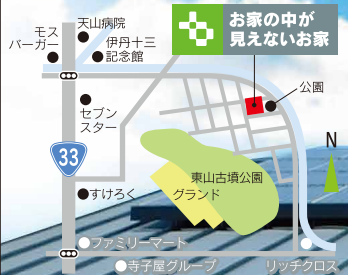 お家の中が
見えないお家
天山病院
モス
バーガー
伊丹十三
記念館
公園
セブン
スター
33
N
東山古墳公園
グランド
すけろく
ファミリーマート
寺子屋グループ
リッチクロス